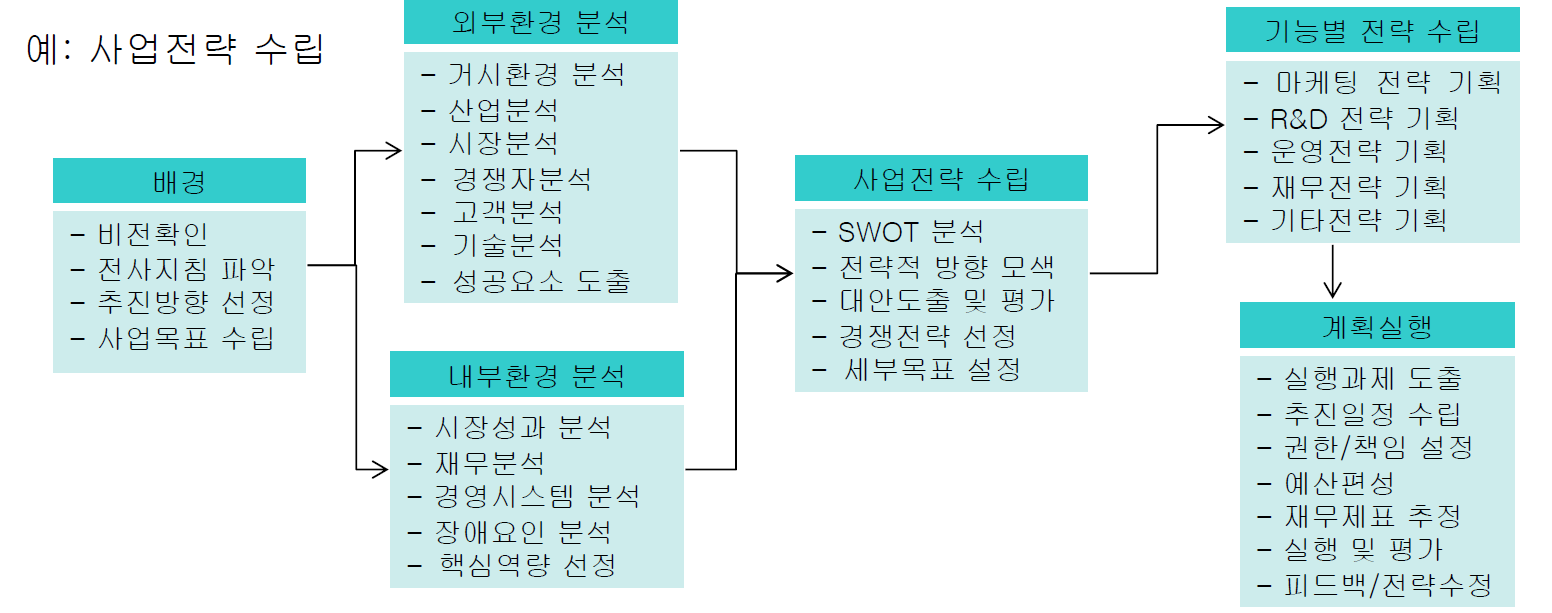 예: 사업전략 수립
배경
– 비전확인
– 전사지침 파악
– 추진방향 선정
– 사업목표 수립
외부환경 분석
– 거시환경 분석
– 산업분석
– 시장분석
– 경쟁자분석
– 고객분석
– 기술분석
– 성공요소 도출
내부환경 분석
– 시장성과 분석
– 재무분석
– 경영시스템 분석
– 장애요인 분석
– 핵심역량 선정
사업전략 수립
– SWOT 분석
– 전략적 방향 모색
– 대안도출 및 평가
– 경쟁전략 선정
– 세부목표 설정
기능별 전략 수립
– 마케팅 전략 기획
– R&D 전략 기획
– 운영전략 기획
– 재무전략 기획
– 기타전략 기획
계획실행
– 실행과제 도출
– 추진일정 수립
– 권한/책임 설정
– 예산편성
– 재무제표 추정
– 실행 및 평가
– 피드백/전략수정